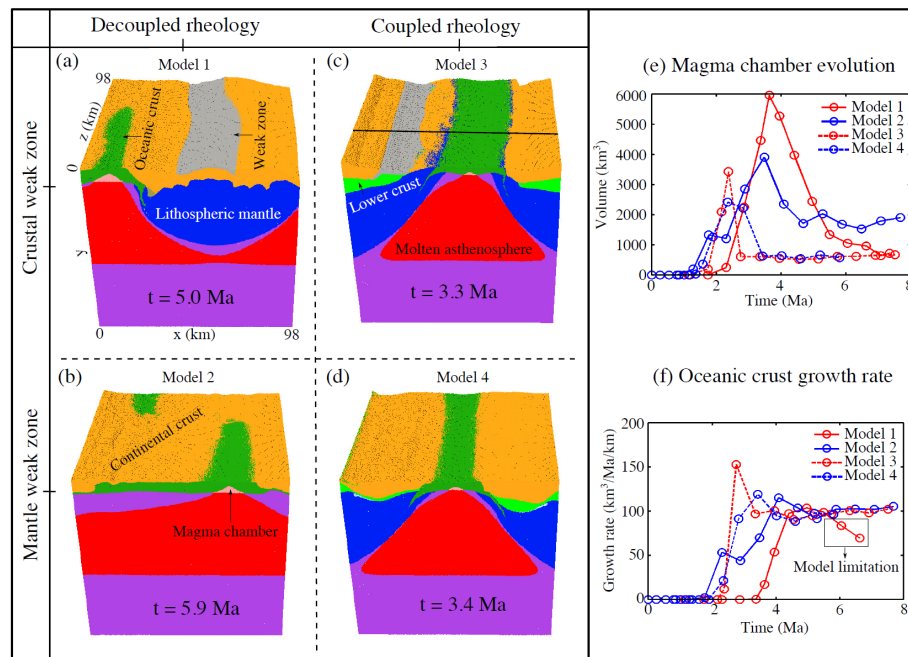 Decoupled rheology
Coupled rheology
Crustal weak zone
Mantle weak zone
(a)
Model 1
98
z (km)
0
Oceanic crust
Weak zone
Lithospheric mantle
y
t = 5.0 Ma
0
x (km)
98
(c)
Model 3
Lower crust
Molten asthenosphere
t = 3.3 Ma
(b)
Model 2
Continental crust
Magma chamber
t = 5.9 Ma
(d)
Model 4
t = 3.4 Ma
(e) Magma chamber evolution
Volume (km³)
6000
5000
4000
3000
2000
1000
0
Model 1
Model 2
Model 3
Model 4
0 2 4 6 8
Time (Ma)
(f) Oceanic crust growth rate
Growth rate (km³/Ma/km)
200
150
100
50
0
Model 1
Model 2
Model 3
Model 4
Model limitation
0 2 4 6 8
Time (Ma)